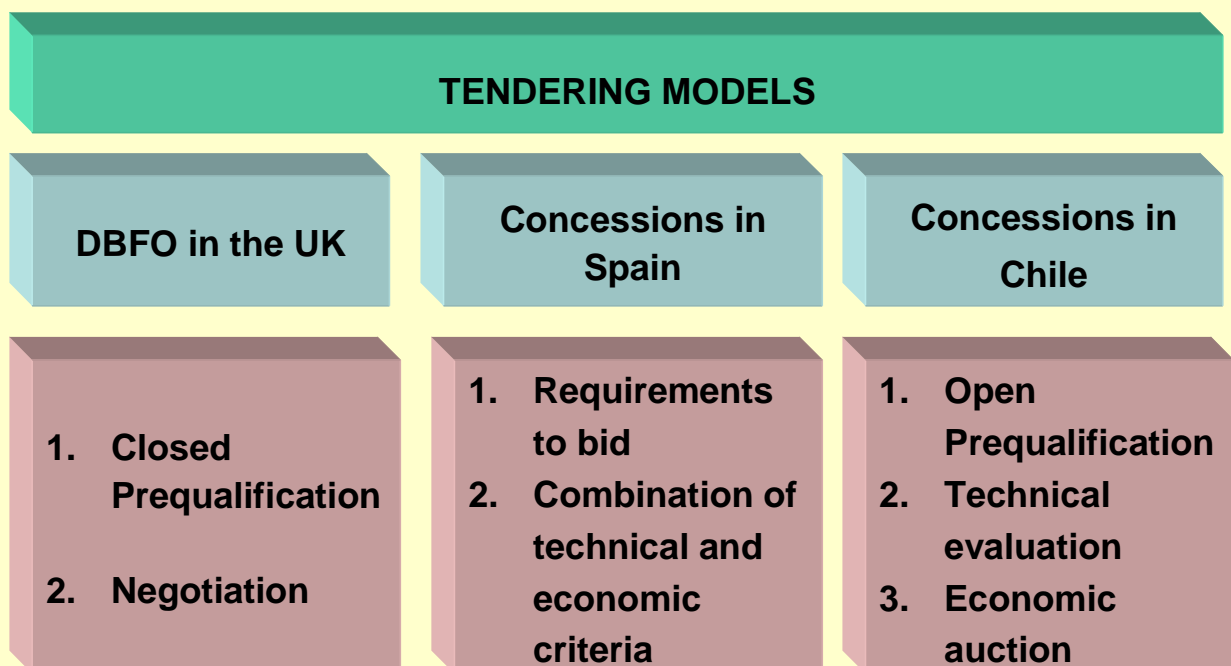 TENDERING MODELS
DBFO in the UK
Concessions in
Spain
Concessions in
Chile
1. Closed
Prequalification
2. Negotiation
1. Requirements
to bid
2. Combination of
technical and
economic
criteria
1. Open
Prequalification
2. Technical
evaluation
3. Economic
auction